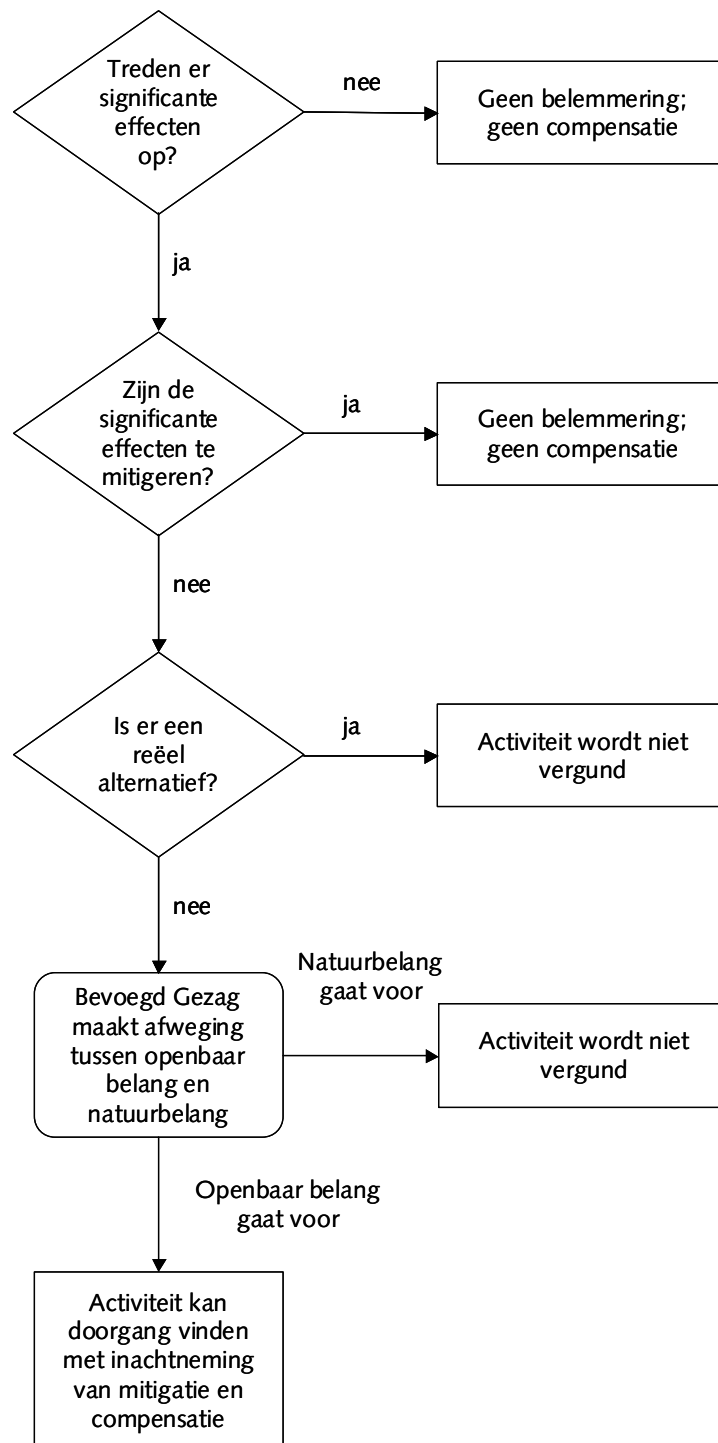 Treden er
significante
effecten
op?
nee
Geen belemmering;
geen compensatie
ja
Zijn de
significante
effecten te
mitigeren?
ja
Geen belemmering;
geen compensatie
nee
Is er een
reëel
alternatief?
ja
Activiteit wordt niet
vergund
nee
Bevoegd Gezag
maakt afweging
tussen openbaar
belang en
natuurbelang
Natuurbelang
gaat voor
Activiteit wordt niet
vergund
Openbaar belang
gaat voor
Activiteit kan
doorgang vinden
met inachtneming
van mitigatie en
compensatie